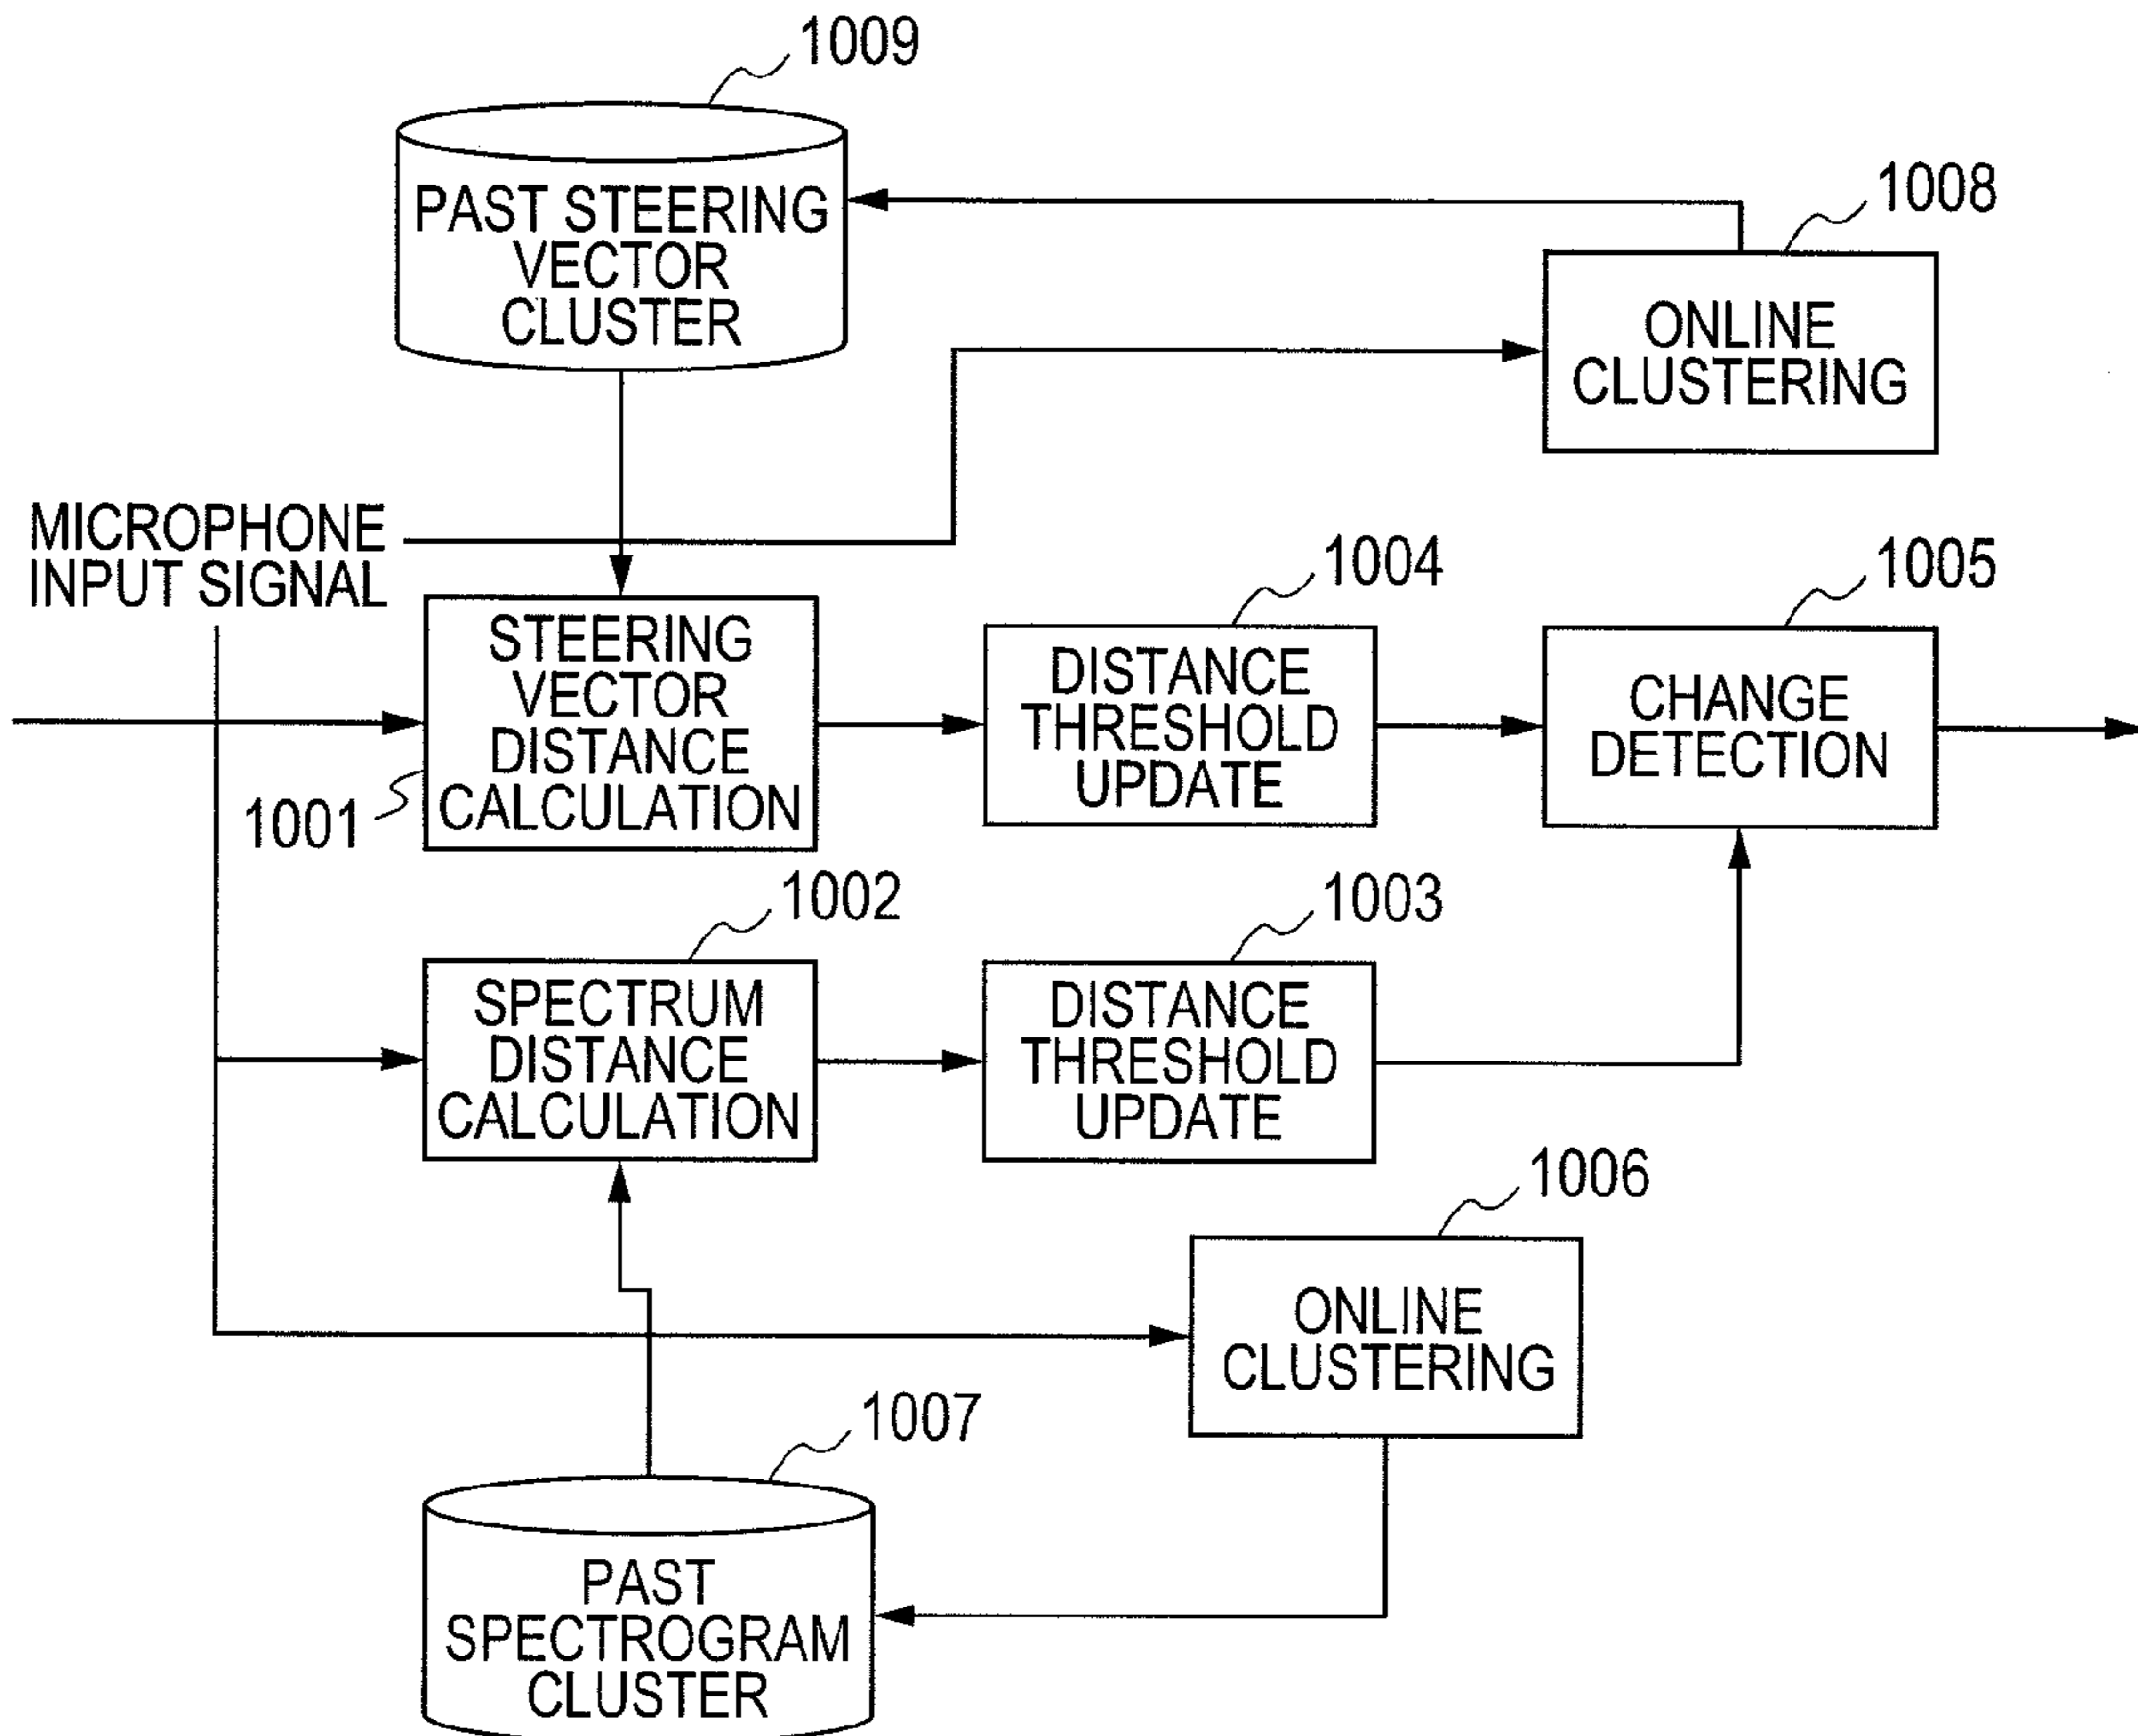 1009
PAST STEERING
VECTOR
CLUSTER
1008
ONLINE
CLUSTERING
MICROPHONE
INPUT SIGNAL
1001
STEERING
VECTOR
DISTANCE
CALCULATION
1004
DISTANCE
THRESHOLD
UPDATE
1005
CHANGE
DETECTION
1002
SPECTRUM
DISTANCE
CALCULATION
1003
DISTANCE
THRESHOLD
UPDATE
1006
ONLINE
CLUSTERING
1007
PAST
SPECTROGRAM
CLUSTER